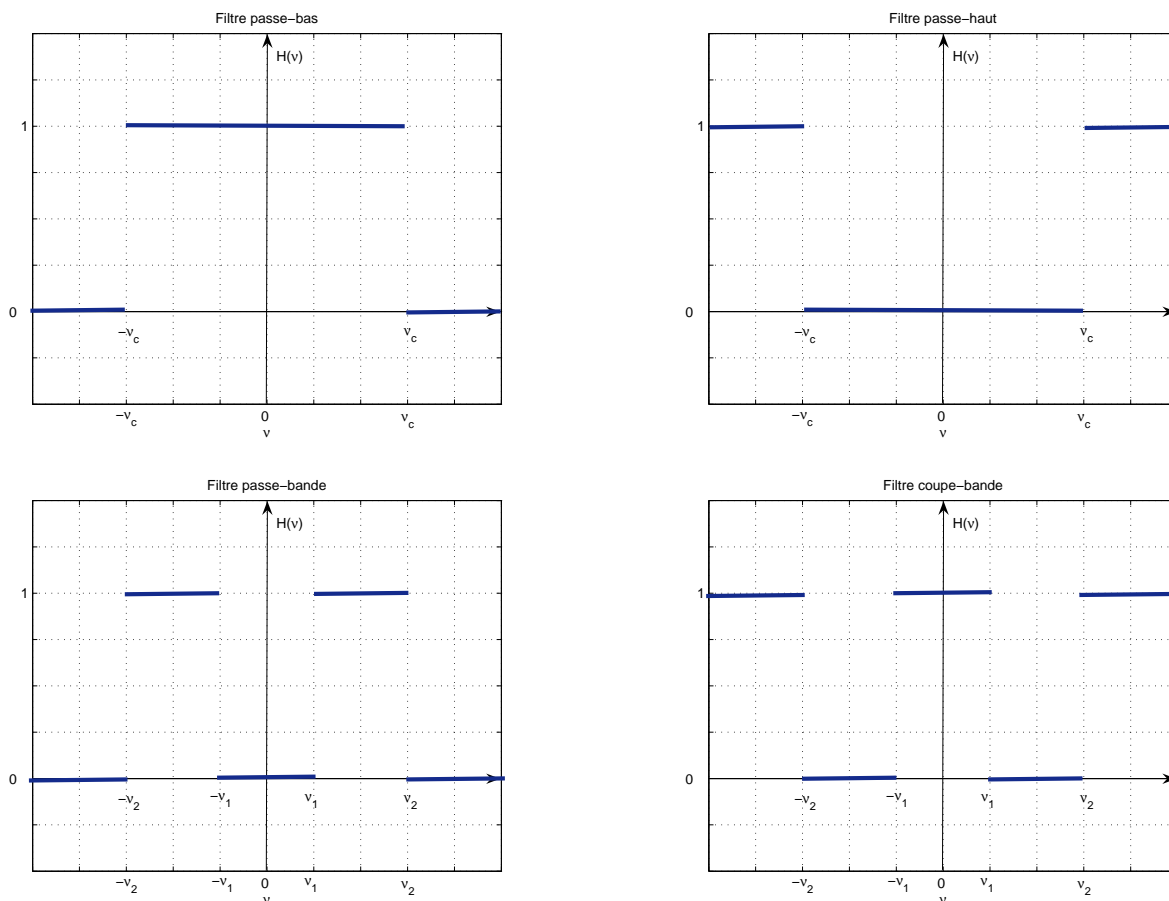 Filtre passe−bas
H(ν)
1
0
−ν_c
ν_c
−ν_c
0
ν_c
ν
Filtre passe−haut
H(ν)
1
0
−ν_c
ν_c
−ν_c
0
ν_c
ν
Filtre passe−bande
H(ν)
1
0
−ν_2
−ν_1
ν_1
ν_2
−ν_2
−ν_1
0
ν_1
ν_2
ν
Filtre coupe−bande
H(ν)
1
0
−ν_2
−ν_1
ν_1
ν_2
−ν_2
−ν_1
0
ν_1
ν_2
ν